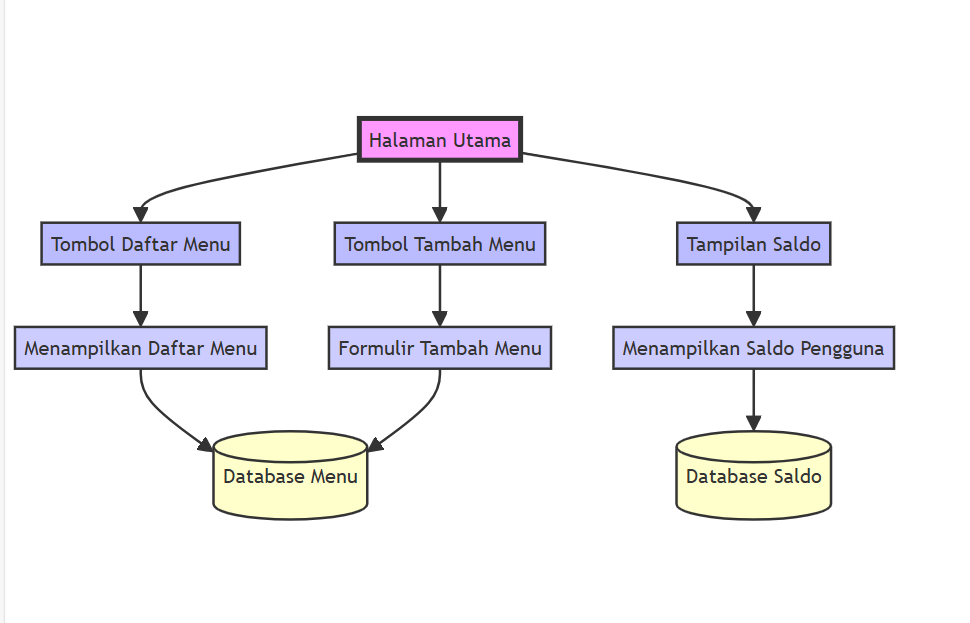 Halaman Utama
Tombol Daftar Menu
Tombol Tambah Menu
Tampilan Saldo
Menampilkan Daftar Menu
Formulir Tambah Menu
Menampilkan Saldo Pengguna
Database Menu
Database Saldo